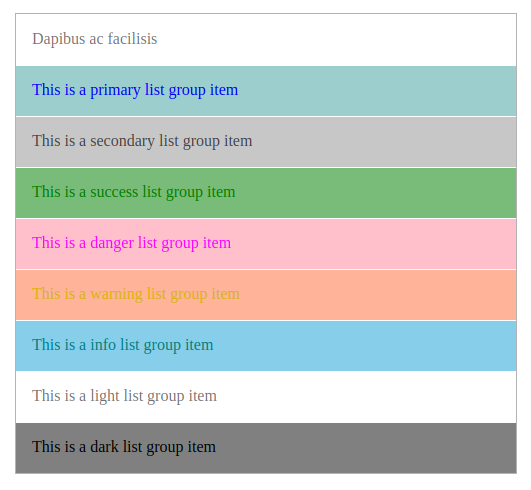 Dapibus ac facilisis
This is a primary list group item
This is a secondary list group item
This is a success list group item
This is a danger list group item
This is a warning list group item
This is a info list group item
This is a light list group item
This is a dark list group item